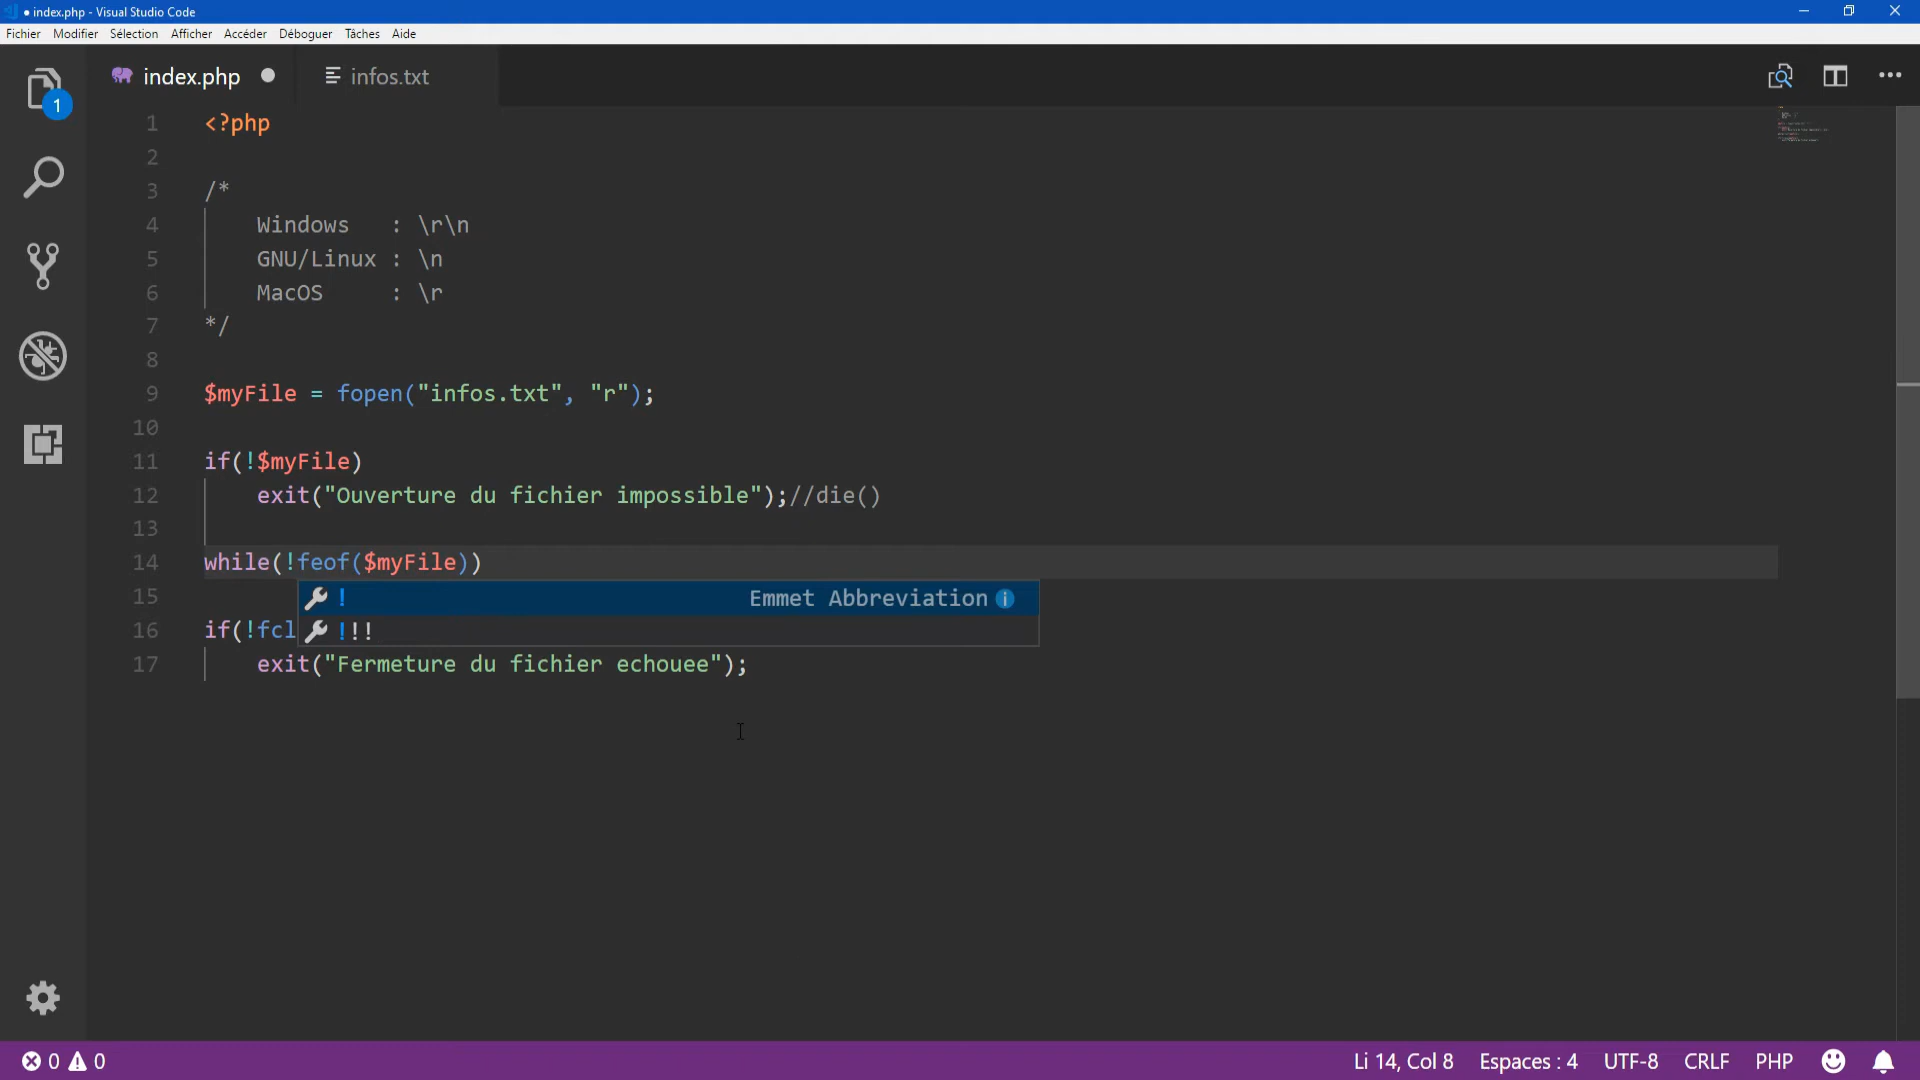 index.php - Visual Studio Code
Fichier Modifier Sélection Afficher Accéder Déboguer Tâches Aide
index.php infos.txt
1
1 <?php
2
3 /*
4 Windows : \r\n
5 GNU/Linux : \n
6 MacOS : \r
7 */
8
9 $myFile = fopen("infos.txt", "r");
10
11 if(!$myFile)
12 exit("Ouverture du fichier impossible");//die()
13
14 while(!feof($myFile))
15 ! Emmet Abbreviation
16 if(!fcl !!!
17 exit("Fermeture du fichier echouee");
0 0 Li 14, Col 8 Espaces : 4 UTF-8 CRLF PHP